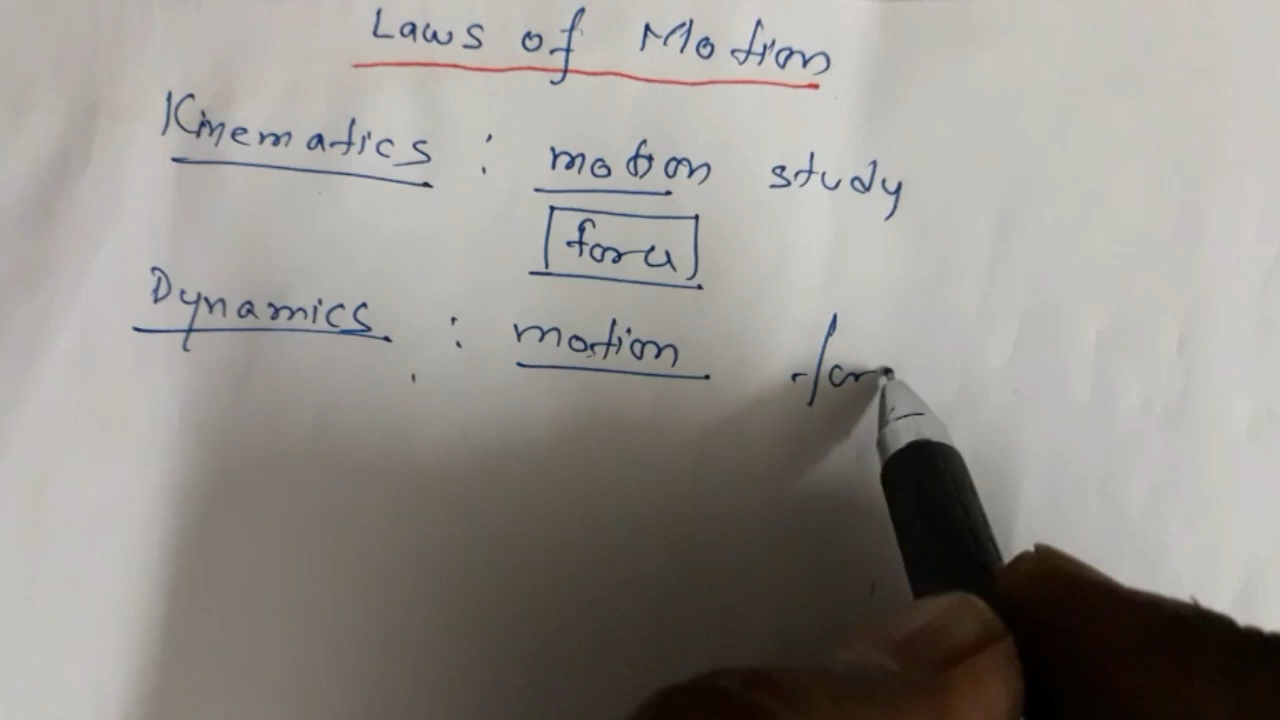 Laws of Motion
Kinematics : motion study
force
Dynamics : motion